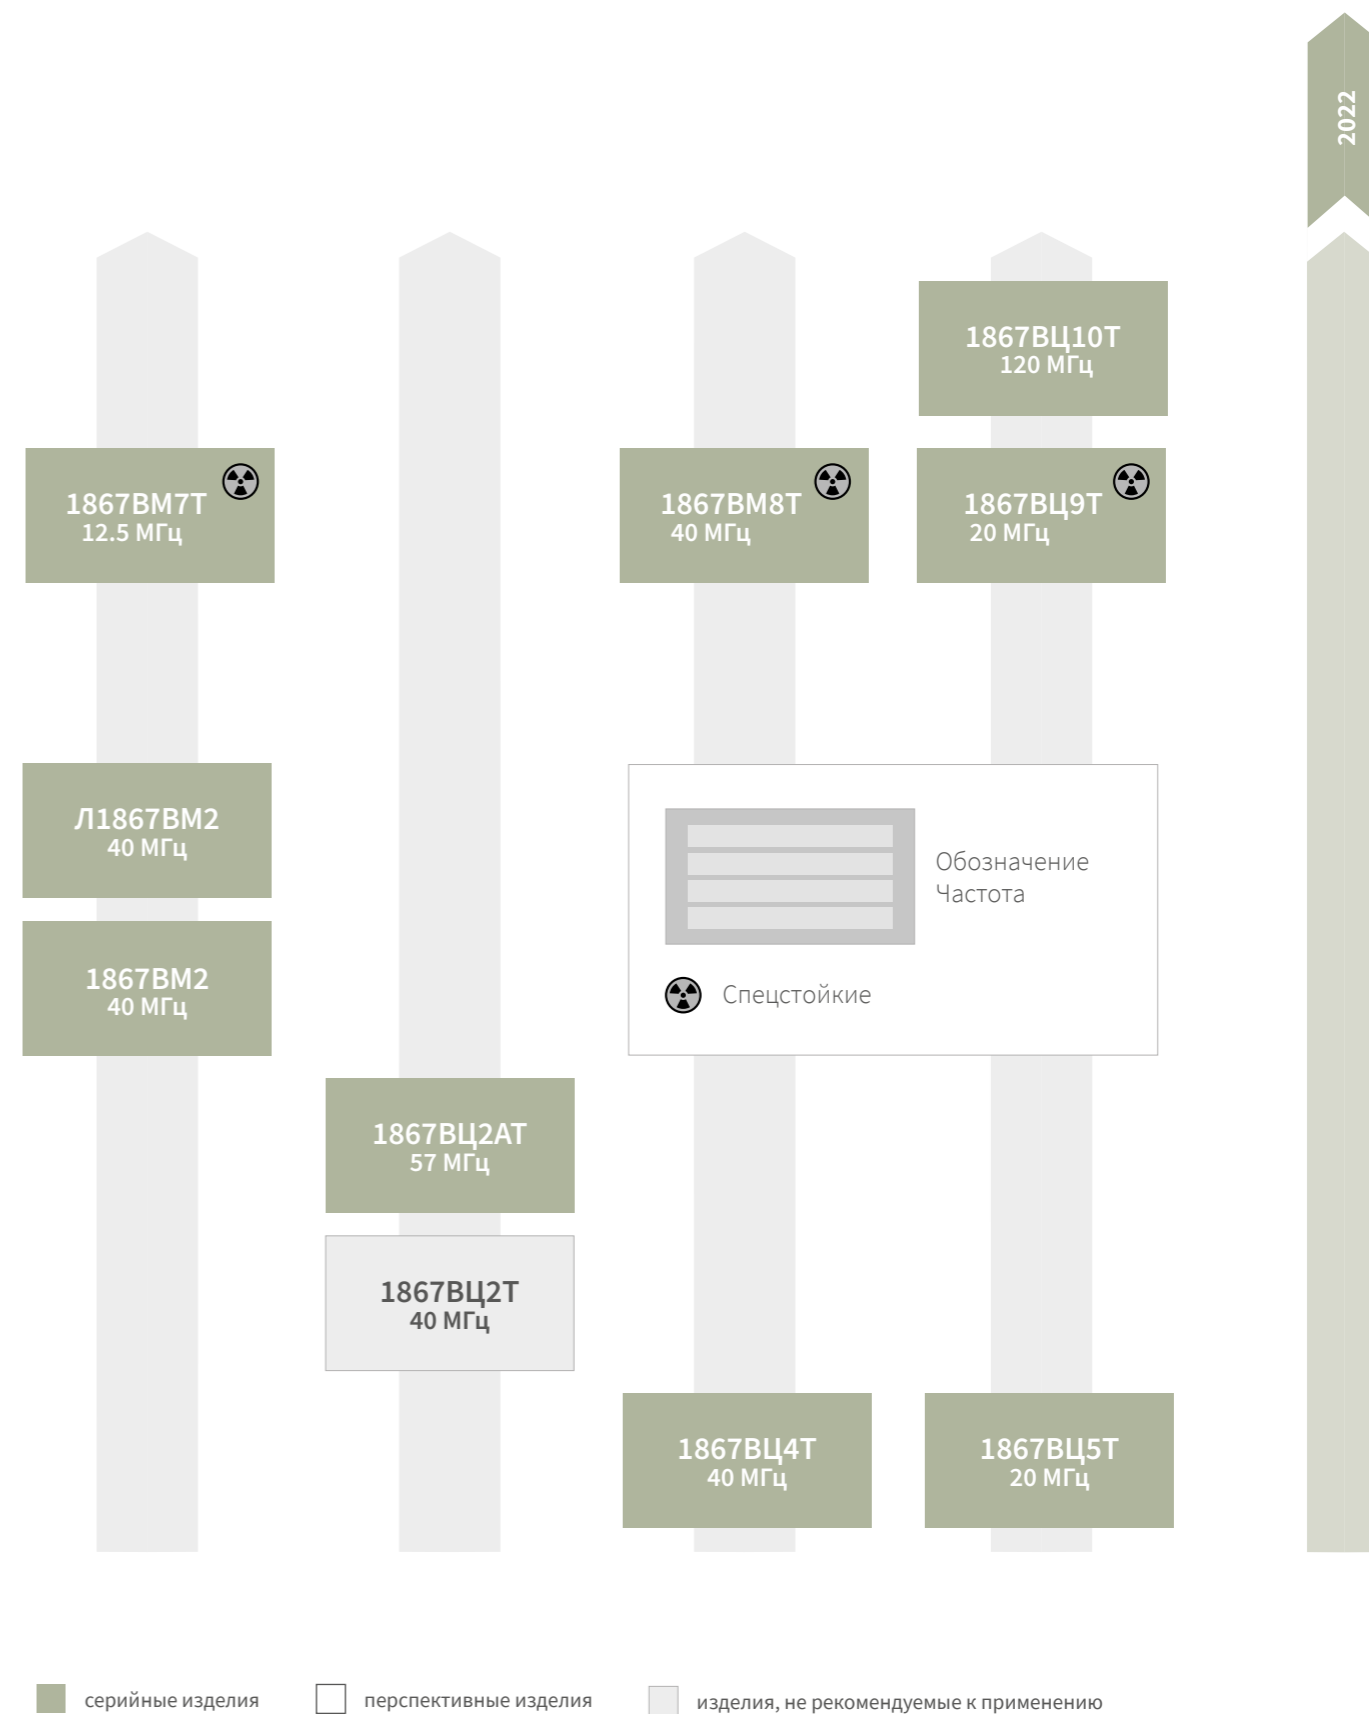 2022
1867ВЦ10Т
120 МГц
1867ВМ7Т
12.5 МГц
1867ВМ8Т
40 МГц
1867ВЦ9Т
20 МГц
Л1867ВМ2
40 МГц
Обозначение
Частота
1867ВМ2
40 МГц
Спецстойкие
1867ВЦ2АТ
57 МГц
1867ВЦ2Т
40 МГц
1867ВЦ4Т
40 МГц
1867ВЦ5Т
20 МГц
серийные изделия
перспективные изделия
изделия, не рекомендуемые к применению